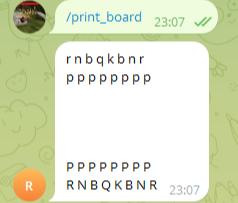 /print_board 23:07
r n b q k b n r
p p p p p p p p
P P P P P P P P
R N B Q K B N R 23:07
R